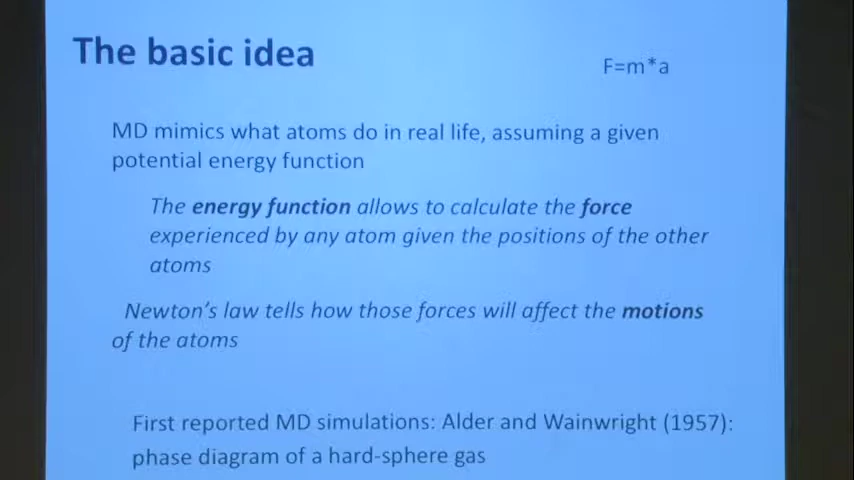 The basic idea
F=m*a
MD mimics what atoms do in real life, assuming a given
potential energy function
The energy function allows to calculate the force
experienced by any atom given the positions of the other
atoms
Newton's law tells how those forces will affect the motions
of the atoms
First reported MD simulations: Alder and Wainwright (1957):
phase diagram of a hard-sphere gas